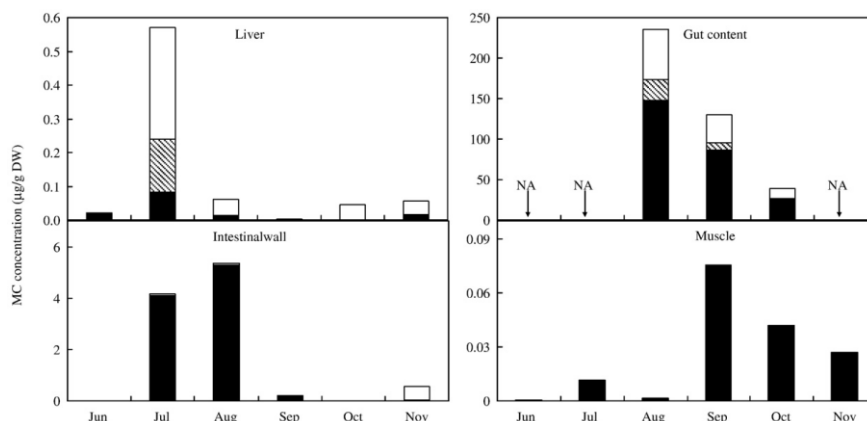 MC concentration (µg/g DW)
Liver
0.6
0.5
0.4
0.3
0.2
0.1
0.0
Gut content
250
200
150
100
50
0
NA
NA
NA
Intestinalwall
6
4
2
0
Jun Jul Aug Sep Oct Nov
Muscle
0.09
0.06
0.03
0
Jun Jul Aug Sep Oct Nov